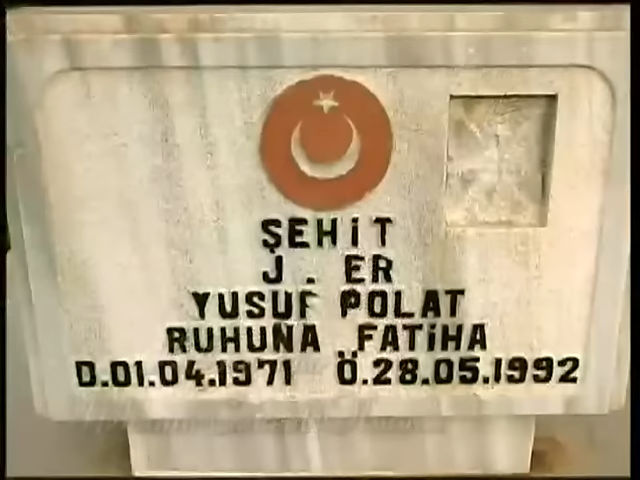 ŞEHİT
J. ER
YUSUF POLAT
RUHUNA FATİHA
D.01.04.1971 Ö.28.05.1992